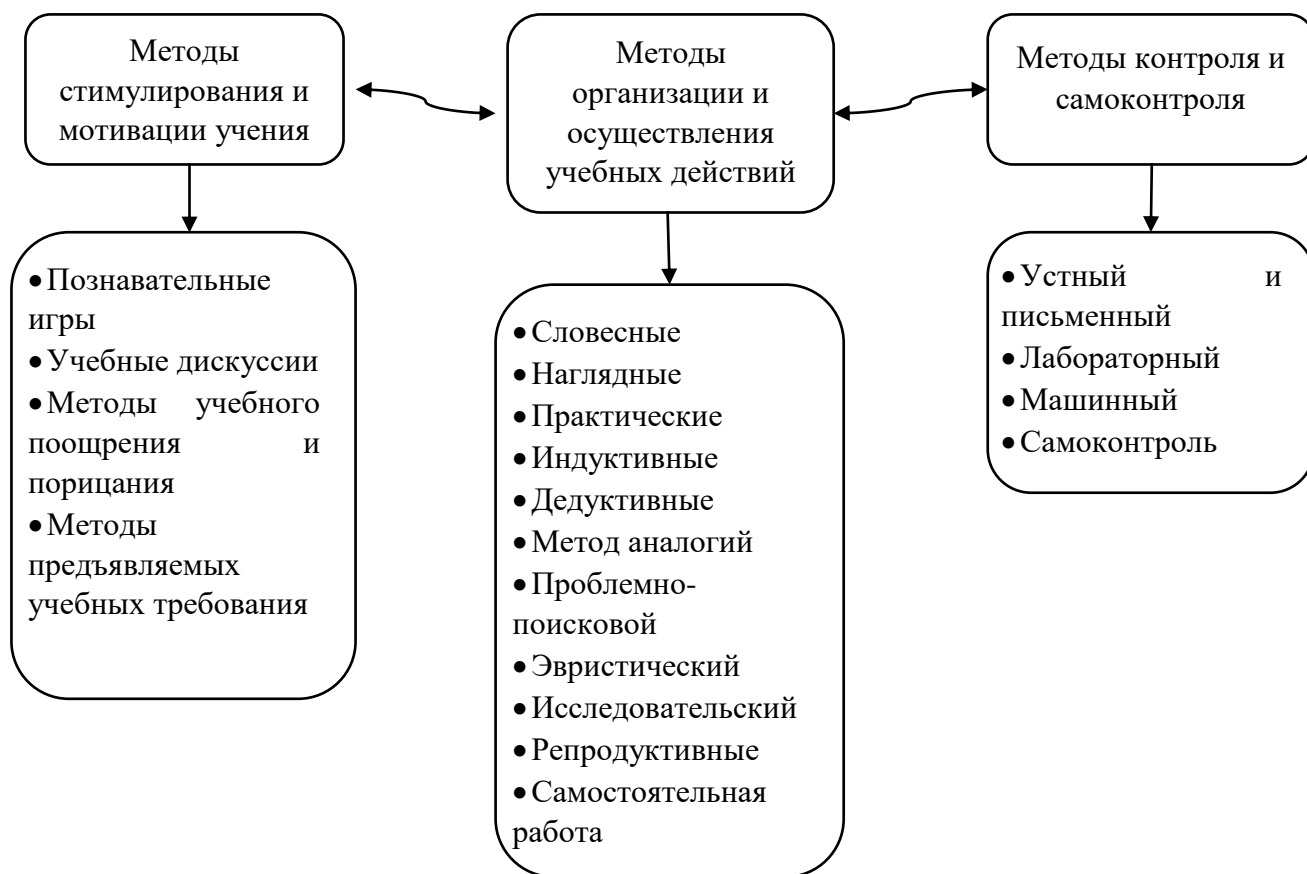 Методы
стимулирования и
мотивации учения
Методы
организации и
осуществления
учебных действий
Методы контроля и
самоконтроля
• Познавательные
игры
• Учебные дискуссии
• Методы учебного
поощрения и
порицания
• Методы
предъявляемых
учебных требования
• Словесные
• Наглядные
• Практические
• Индуктивные
• Дедуктивные
• Метод аналогий
• Проблемно-
поисковой
• Эвристический
• Исследовательский
• Репродуктивные
• Самостоятельная
работа
• Устный и
письменный
• Лабораторный
• Машинный
• Самоконтроль